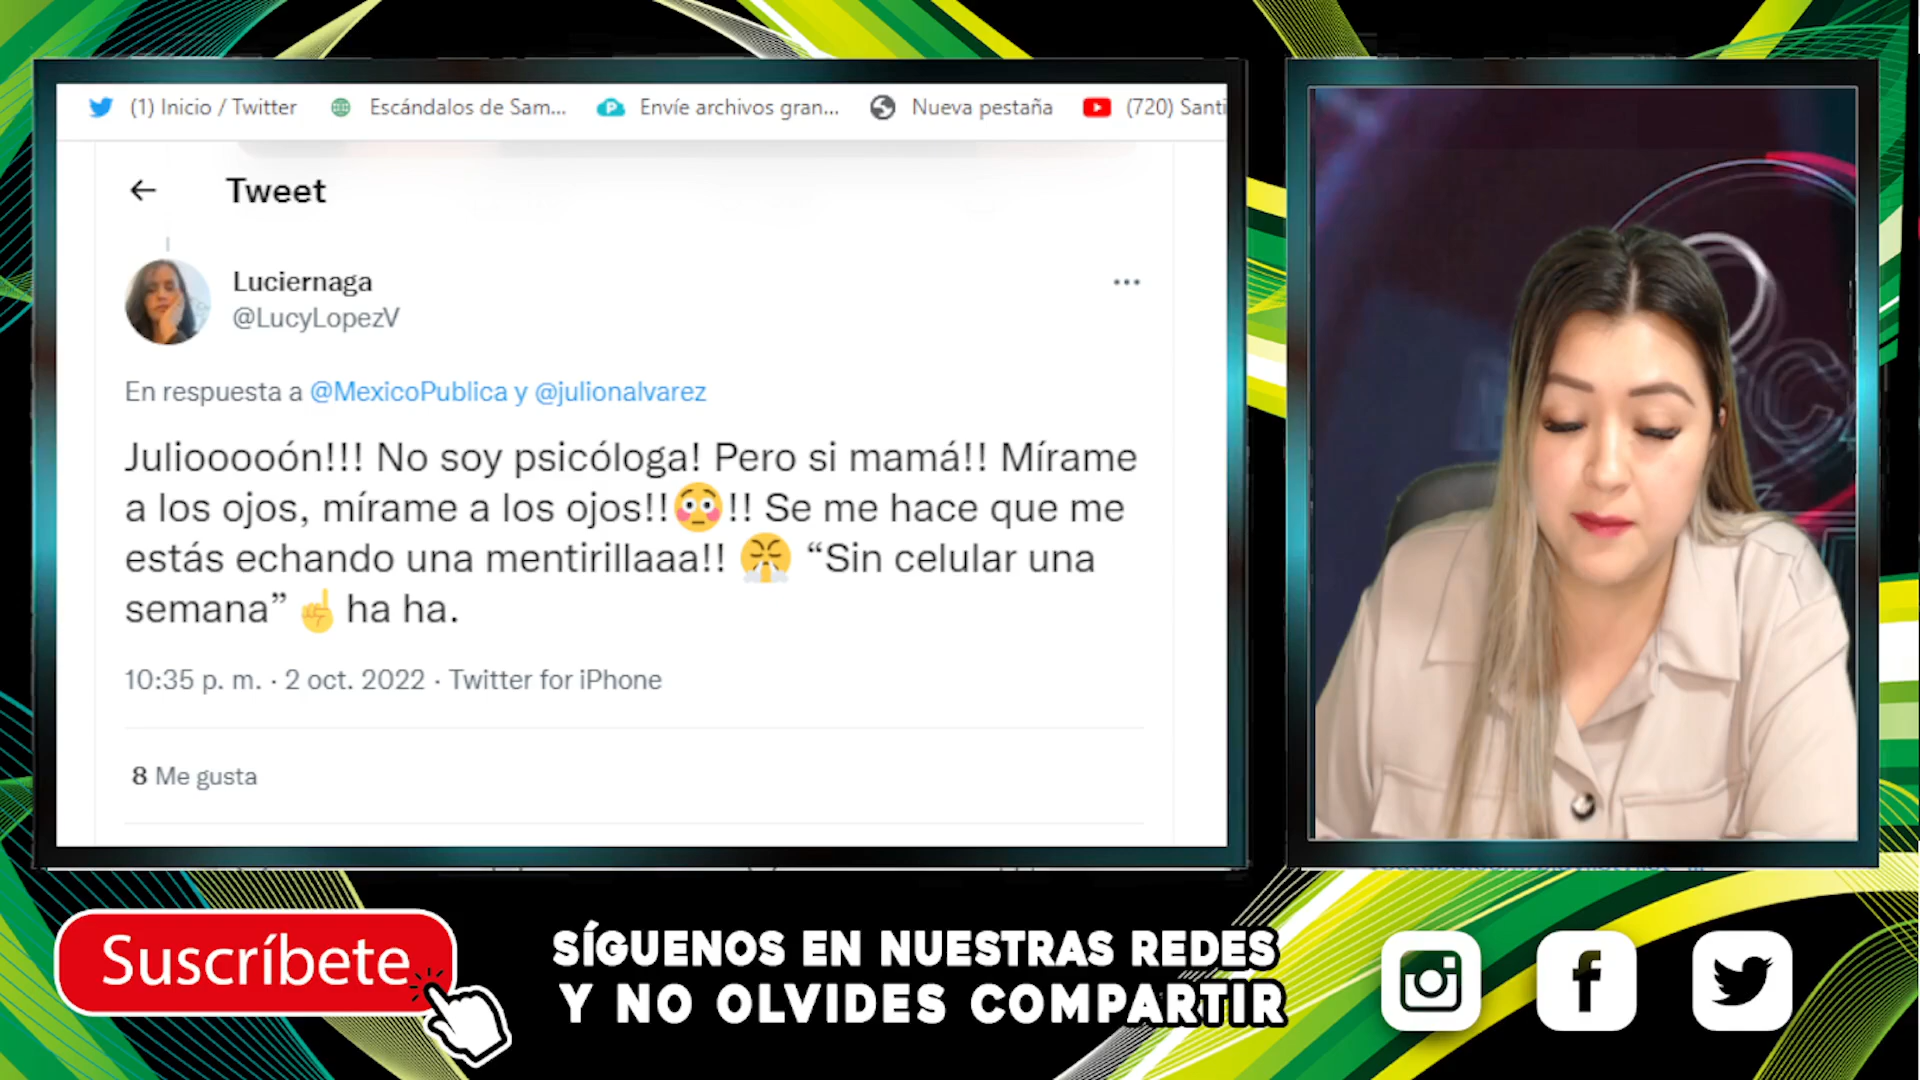 (1) Inicio / Twitter
Escándalos de Sam...
Envíe archivos gran...
Nueva pestaña
(720) Santi
Tweet
Luciernaga
@LucyLopezV
En respuesta a @MexicoPublica y @julionalvarez
Juliooooón!!! No soy psicóloga! Pero si mamá!! Mírame
a los ojos, mírame a los ojos!!😳!! Se me hace que me
estás echando una mentirillaaa!! 😤 “Sin celular una
semana” ☝️ ha ha.
10:35 p. m. · 2 oct. 2022 · Twitter for iPhone
8 Me gusta
Suscríbete
SÍGUENOS EN NUESTRAS REDES
Y NO OLVIDES COMPARTIR